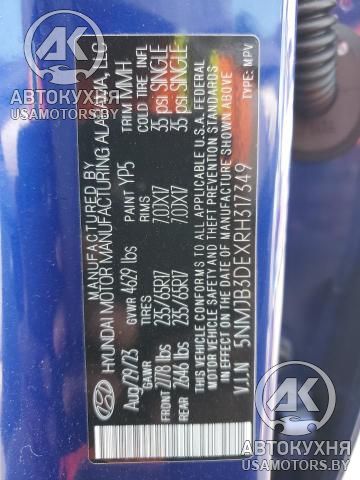 MANUFACTURED BY
HYUNDAI MOTOR MANUFACTURING ALABAMA, LLC
Aug/29/23 GVWR 4629 lbs PAINT YP5 TRIM
GAWR TIRES RIMS COLD TIRE INFL
FRONT 2778 lbs 235/65R17 7.0JX17 35 psi SINGLE
REAR 2646 lbs 235/65R17 7.0JX17 35 psi SINGLE
THIS VEHICLE CONFORMS TO ALL APPLICABLE U.S.A. FEDERAL
MOTOR VEHICLE SAFETY AND THEFT PREVENTION STANDARDS
IN EFFECT ON THE DATE OF MANUFACTURE SHOWN ABOVE.
V.I.N 5NMJB3DEXRH317349 TYPE: MPV
АВТОКУХНЯ
USAMOTORS.BY
АВТОКУХНЯ
USAMOTORS.BY
АВТОКУХНЯ
USAMOTORS.BY